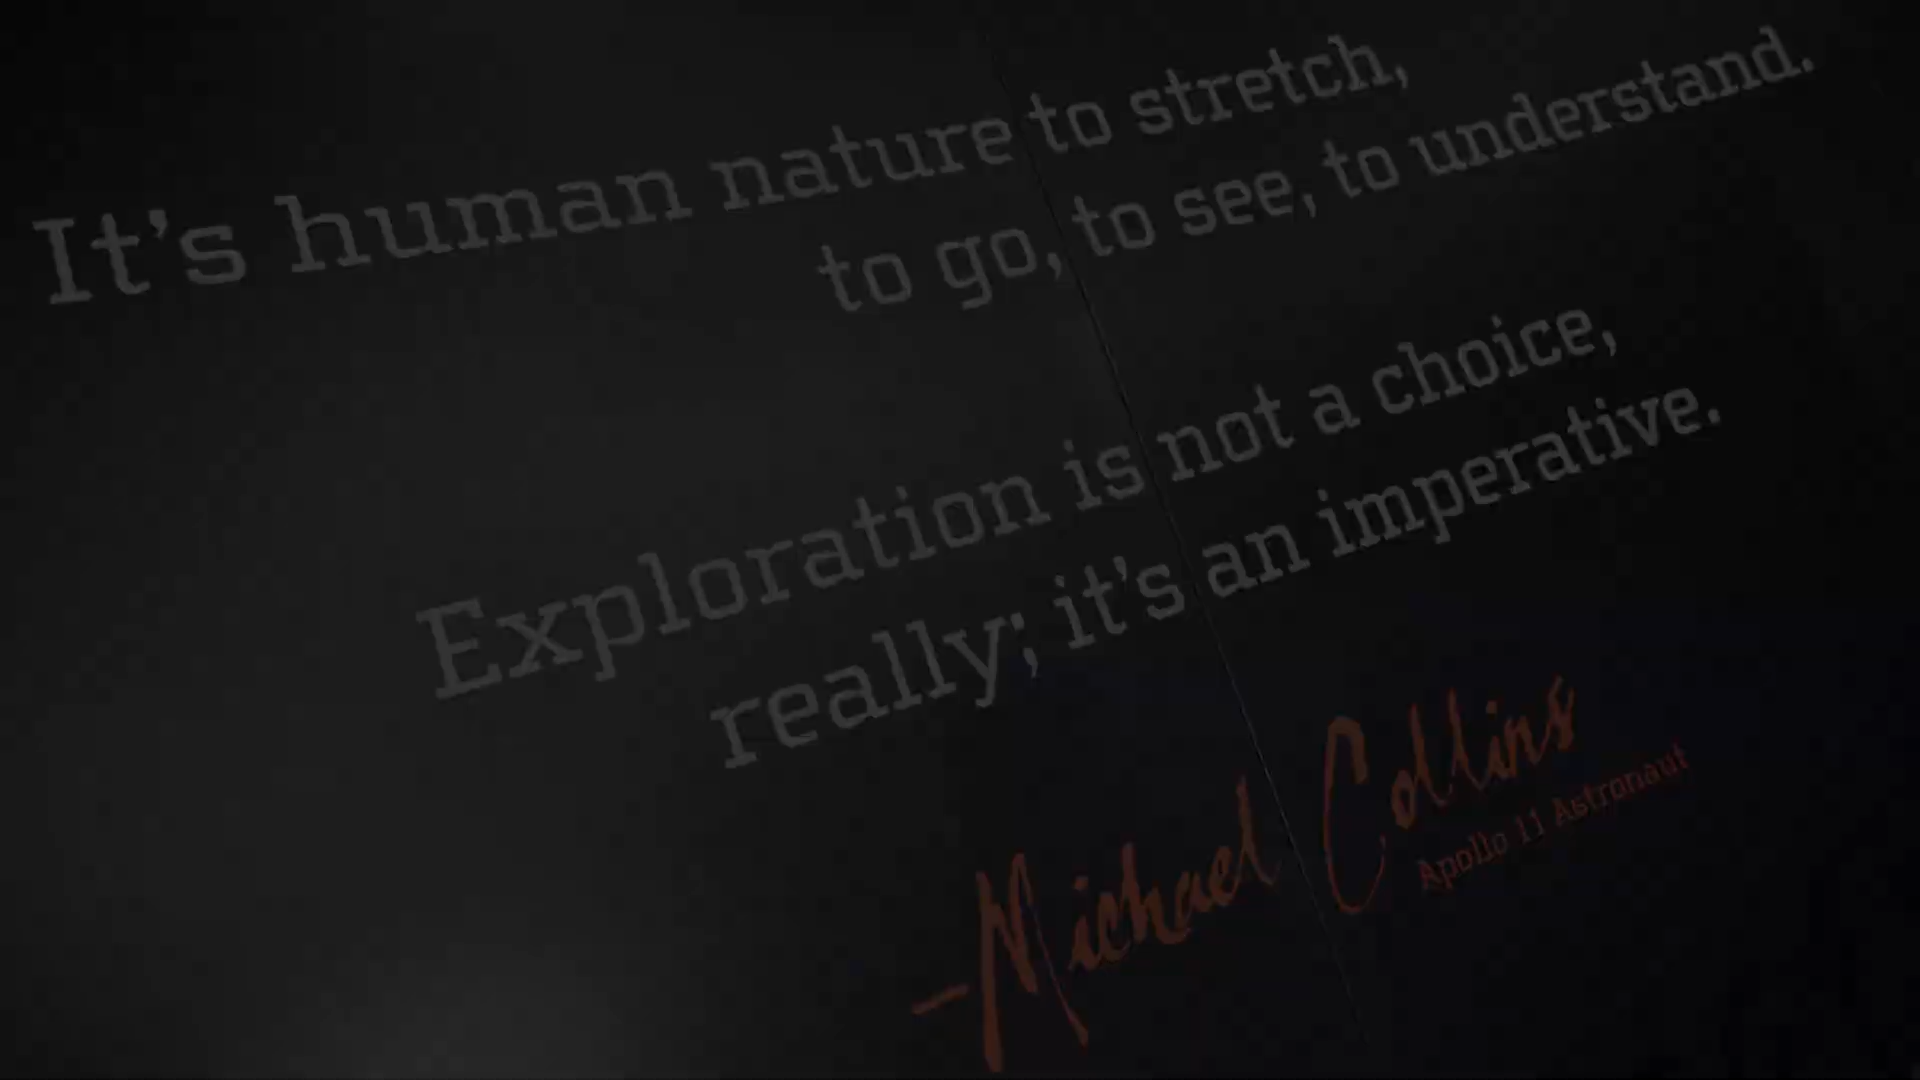 It's human nature to stretch,
to go, to see, to understand.
Exploration is not a choice,
really; it's an imperative.
—Michael Collins
Apollo 11 Astronaut